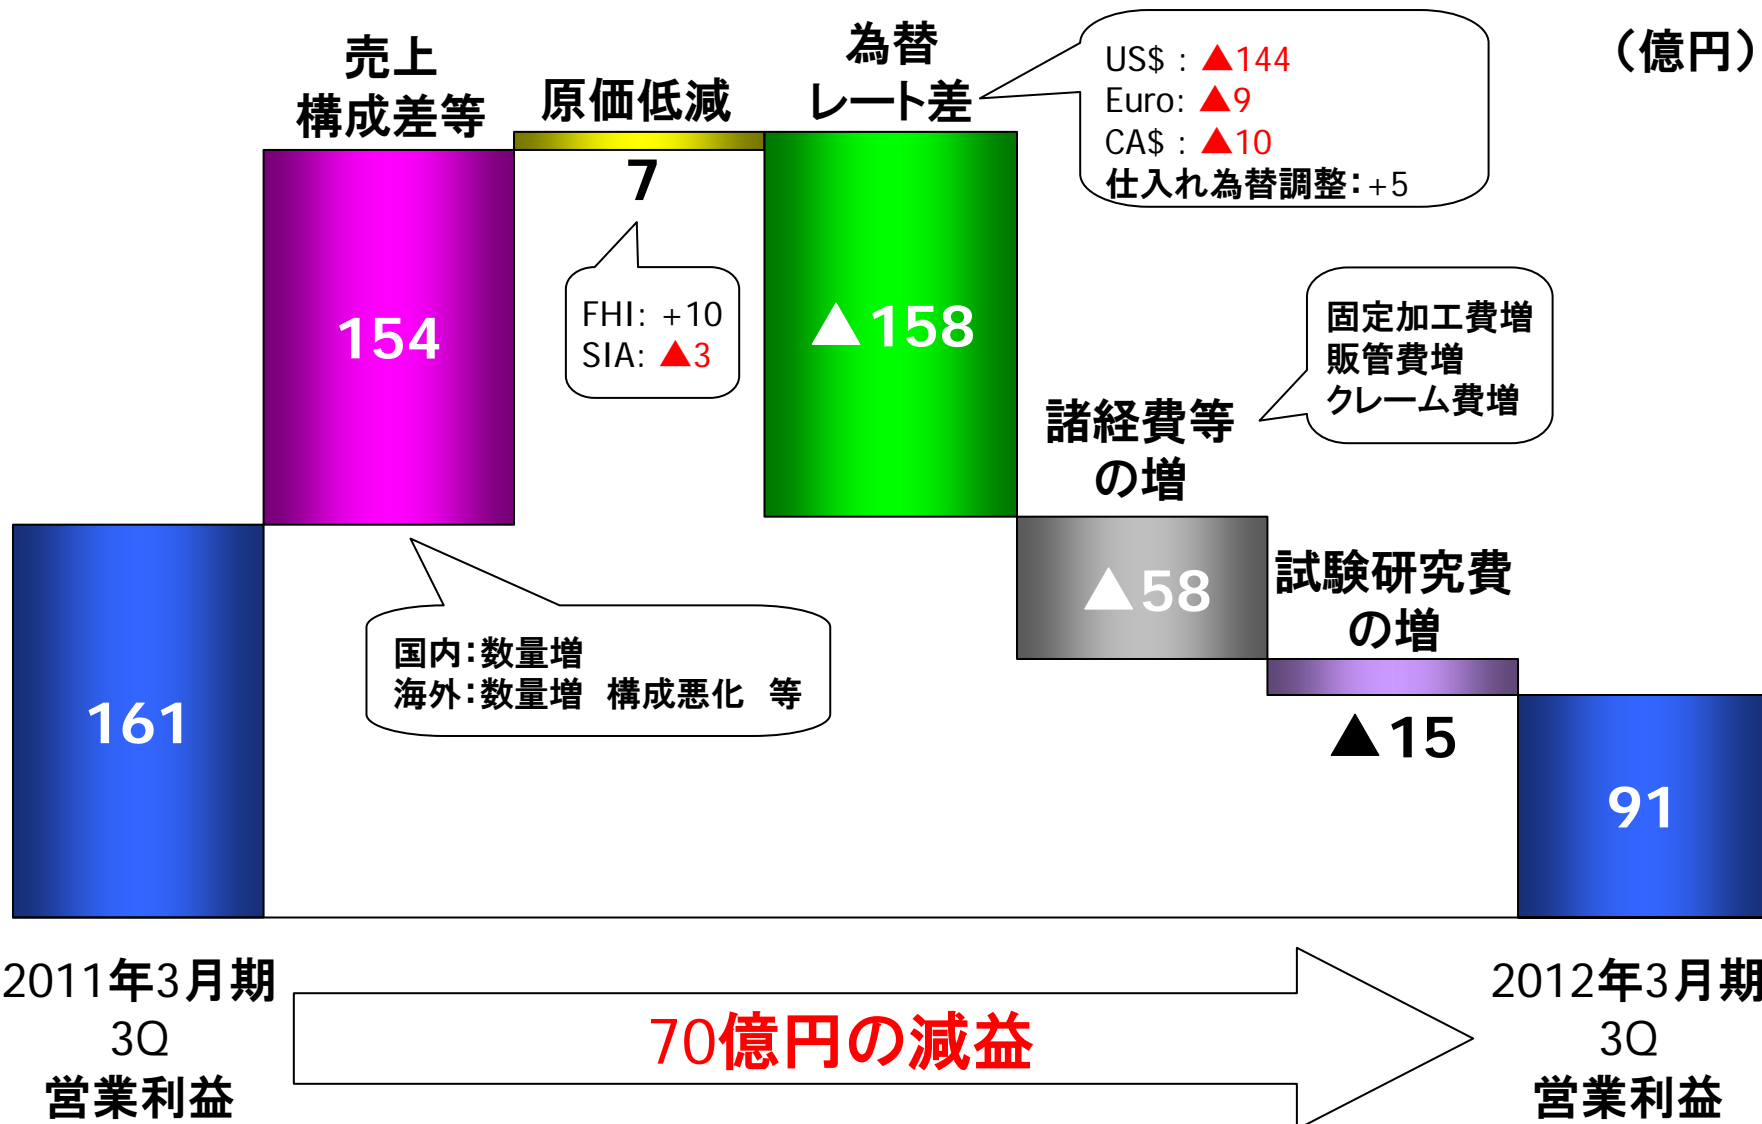 (億円)
売上
構成差等
原価低減
為替
レート差
US$ : ▲144
Euro: ▲9
CA$ : ▲10
仕入れ為替調整:+5
7
FHI: +10
SIA: ▲3
154
▲158
固定加工費増
販管費増
クレーム費増
諸経費等
の増
▲58
試験研究費
の増
▲15
国内:数量増
海外:数量増 構成悪化 等
161
91
2011年3月期
3Q
営業利益
70億円の減益
2012年3月期
3Q
営業利益